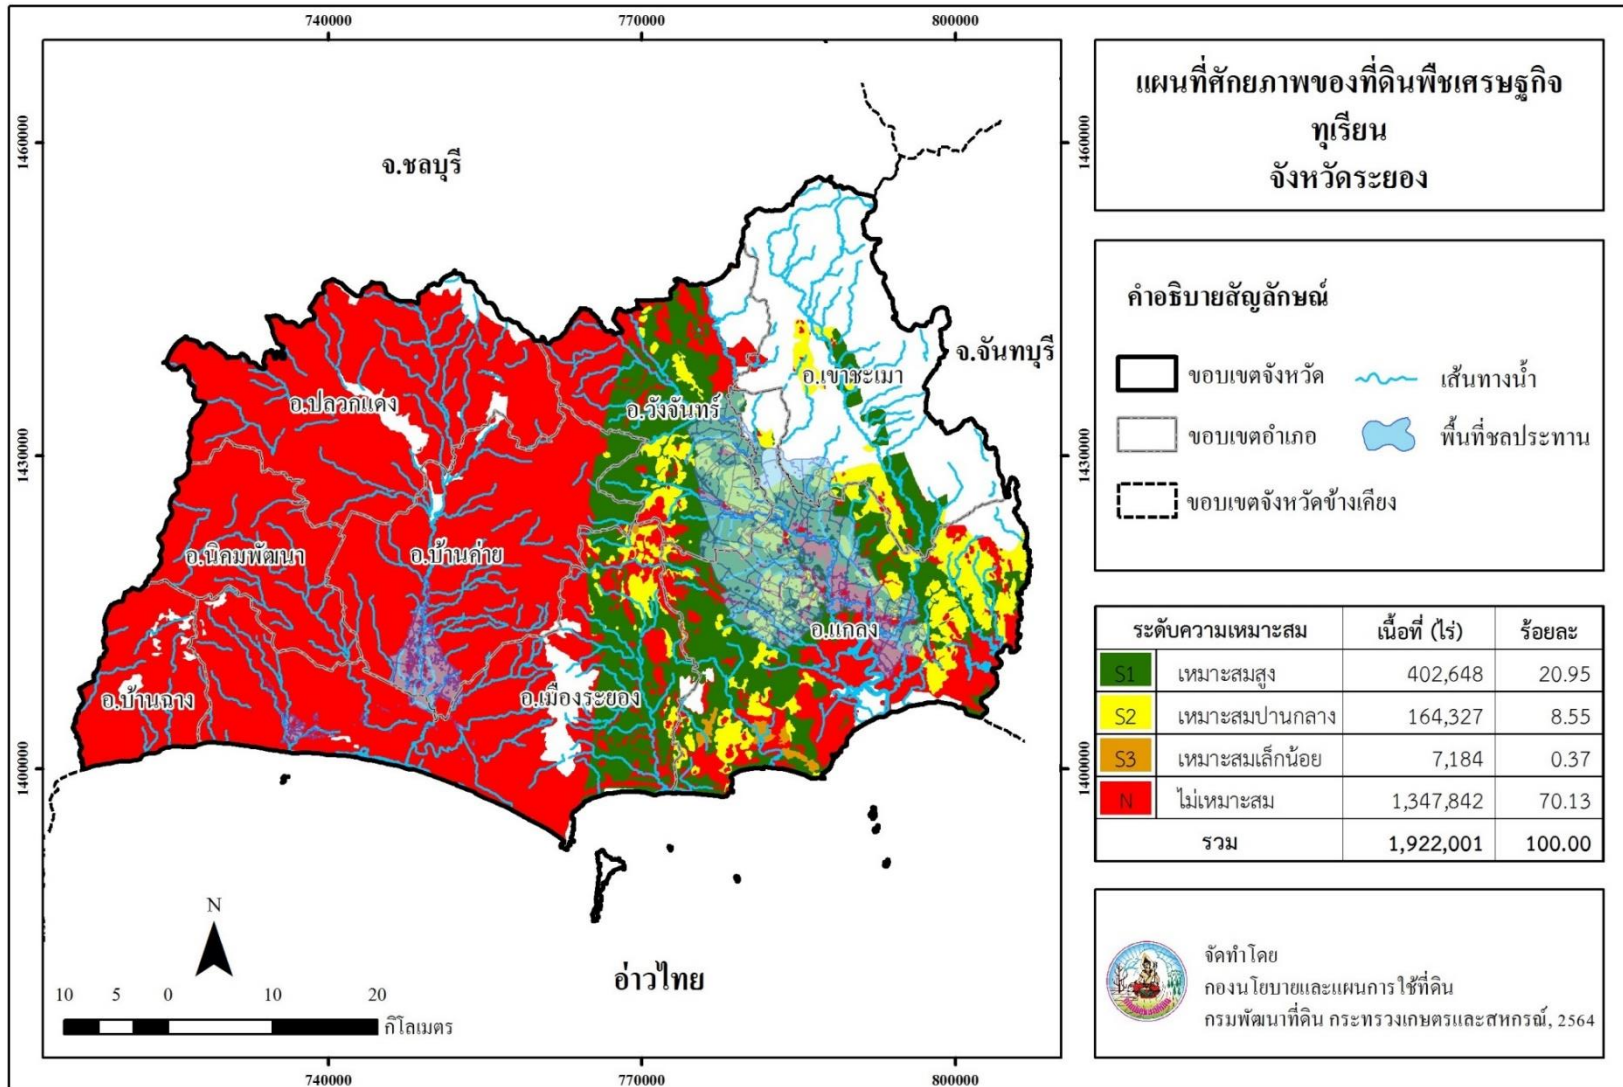 740000
770000
800000
1460000
1430000
1400000
1460000
1430000
1400000
740000
770000
800000
จ.ชลบุรี
จ.จันทบุรี
อ.เขาชะเมา
อ.ปลวกแดง
อ.วังจันทร์
อ.นิคมพัฒนา
อ.บ้านค่าย
อ.แกลง
อ.บ้านฉาง
อ.เมืองระยอง
อ่าวไทย
N
10 5 0 10 20
กิโลเมตร
แผนที่ศักยภาพของที่ดินพืชเศรษฐกิจ
ทุเรียน
จังหวัดระยอง
คำอธิบายสัญลักษณ์
ขอบเขตจังหวัด เส้นทางน้ำ
ขอบเขตอำเภอ พื้นที่ชลประทาน
ขอบเขตจังหวัดข้างเคียง
ระดับความเหมาะสม เนื้อที่ (ไร่) ร้อยละ
S1 เหมาะสมสูง 402,648 20.95
S2 เหมาะสมปานกลาง 164,327 8.55
S3 เหมาะสมเล็กน้อย 7,184 0.37
N ไม่เหมาะสม 1,347,842 70.13
รวม 1,922,001 100.00
จัดทำโดย
กองนโยบายและแผนการใช้ที่ดิน
กรมพัฒนาที่ดิน กระทรวงเกษตรและสหกรณ์, 2564